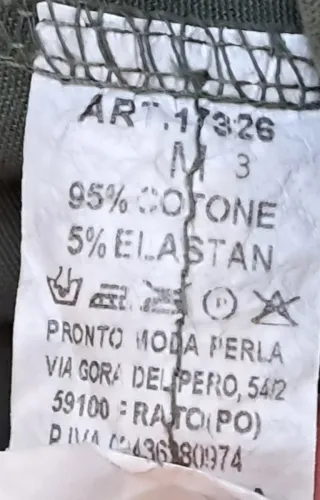 ART.17326
M 3
95% COTONE
5% ELASTAN
P
PRONTO MODA PERLA
VIA GORA DEL PERO, 54/2
59100 PRATO (PO)
P.IVA